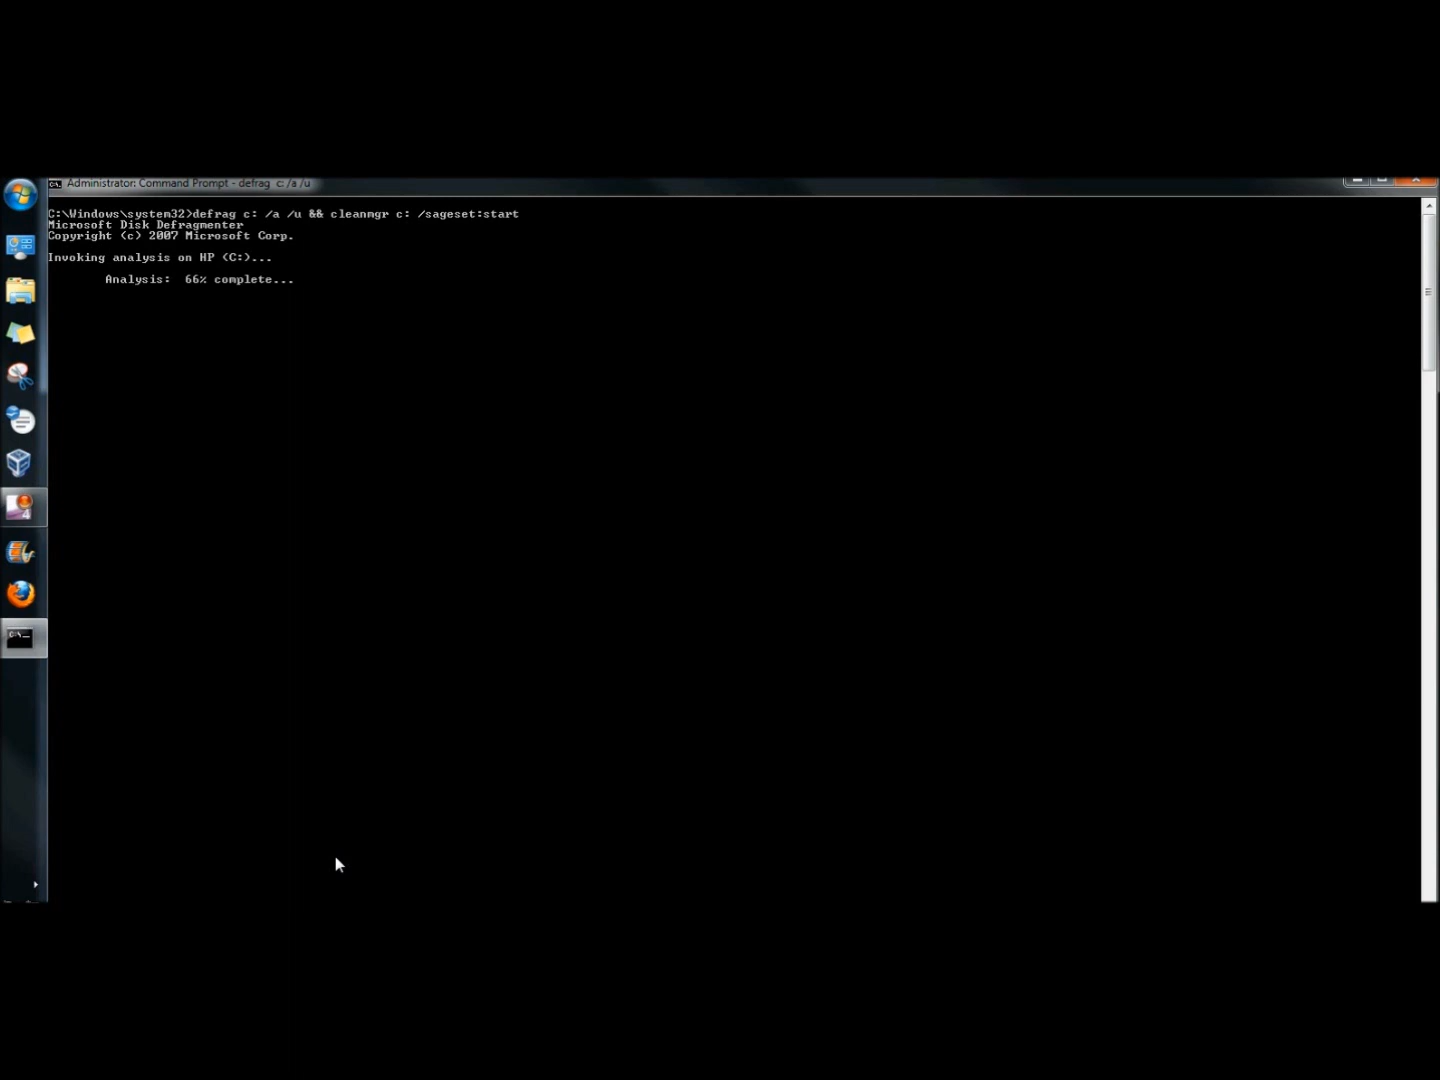 Administrator: Command Prompt - defrag c: /a /u
C:\Windows\system32>defrag c: /a /u && cleanmgr c: /sageset:start
Microsoft Disk Defragmenter
Copyright (c) 2007 Microsoft Corp.
Invoking analysis on HP (C:)...
Analysis: 66% complete...